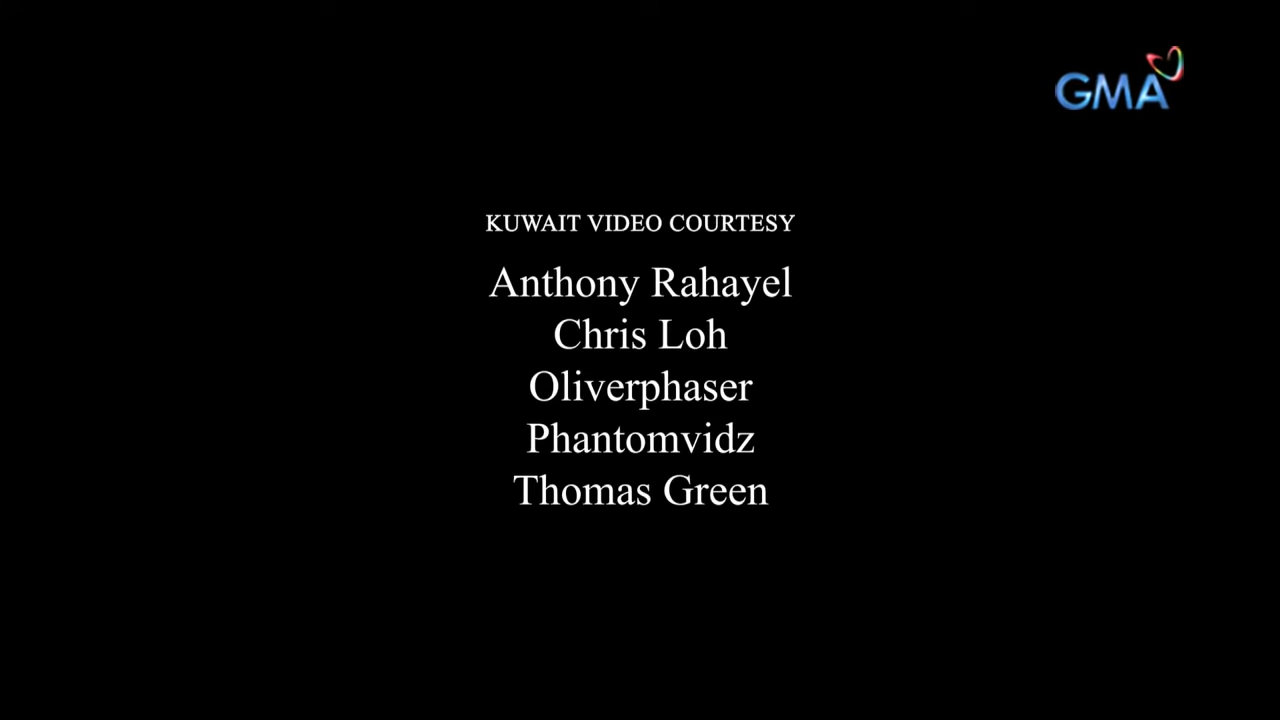 GMA
KUWAIT VIDEO COURTESY
Anthony Rahayel
Chris Loh
Oliverphaser
Phantomvidz
Thomas Green